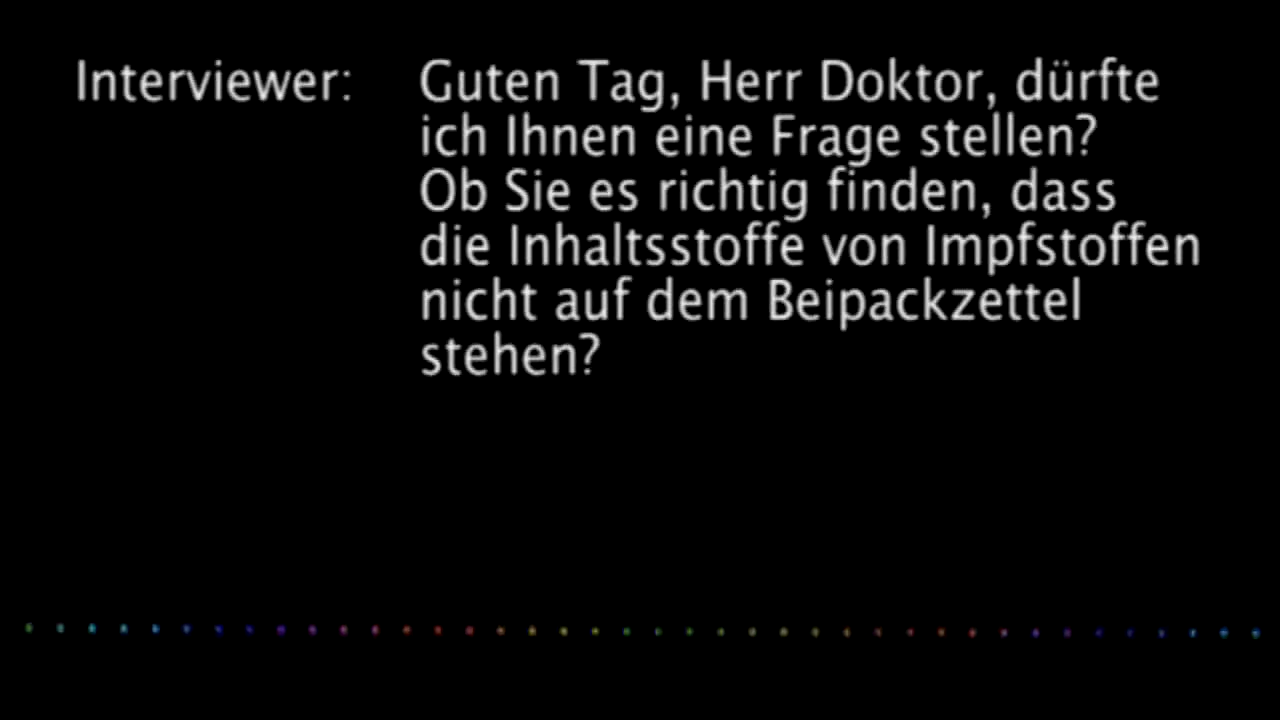 Interviewer: Guten Tag, Herr Doktor, dürfte
ich Ihnen eine Frage stellen?
Ob Sie es richtig finden, dass
die Inhaltsstoffe von Impfstoffen
nicht auf dem Beipackzettel
stehen?